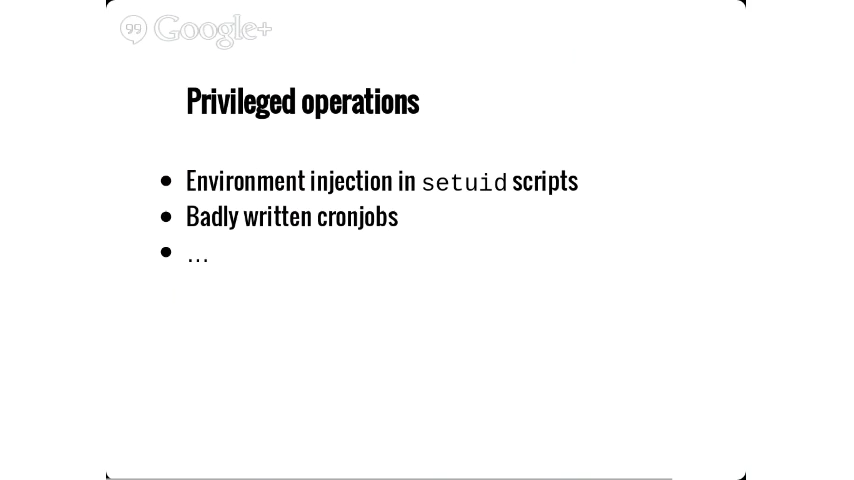 Google+
Privileged operations
Environment injection in setuid scripts
Badly written cronjobs
...